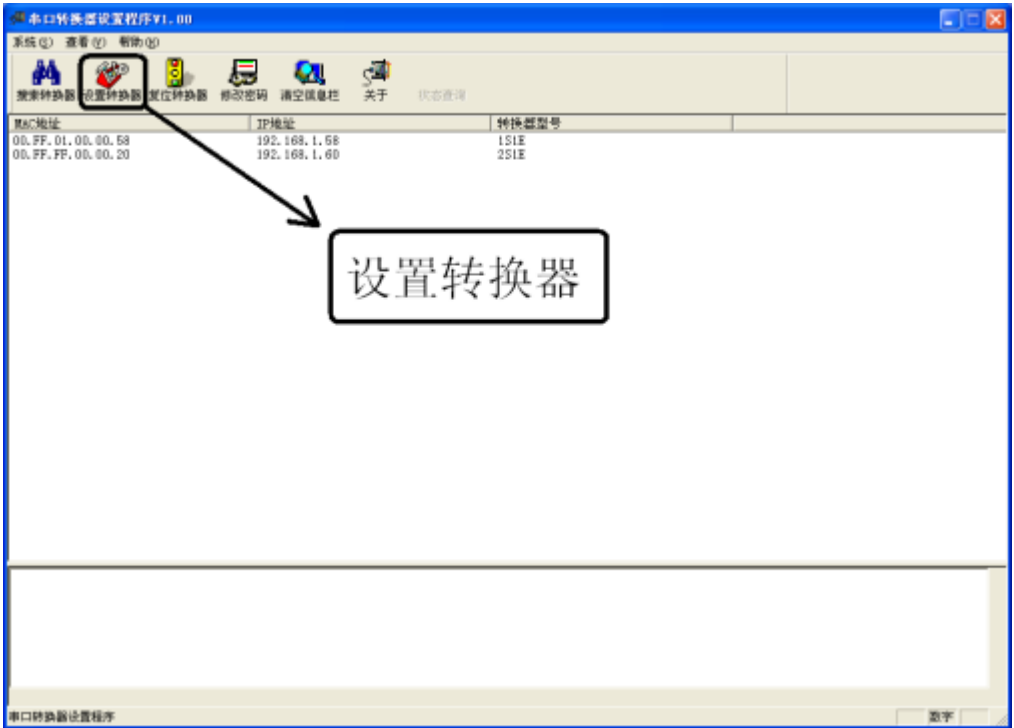 串口转换器设置程序V1.00
系统(S) 查看(V) 帮助(H)
搜索转换器 设置转换器 复位转换器 修改密码 清空信息栏 关于 状态查询
MAC地址 IP地址 转换器型号
00.FF.01.00.00.58 192.168.1.58 1S1E
00.FF.FF.00.00.20 192.168.1.60 2S1E
设置转换器
串口转换器设置程序 数字